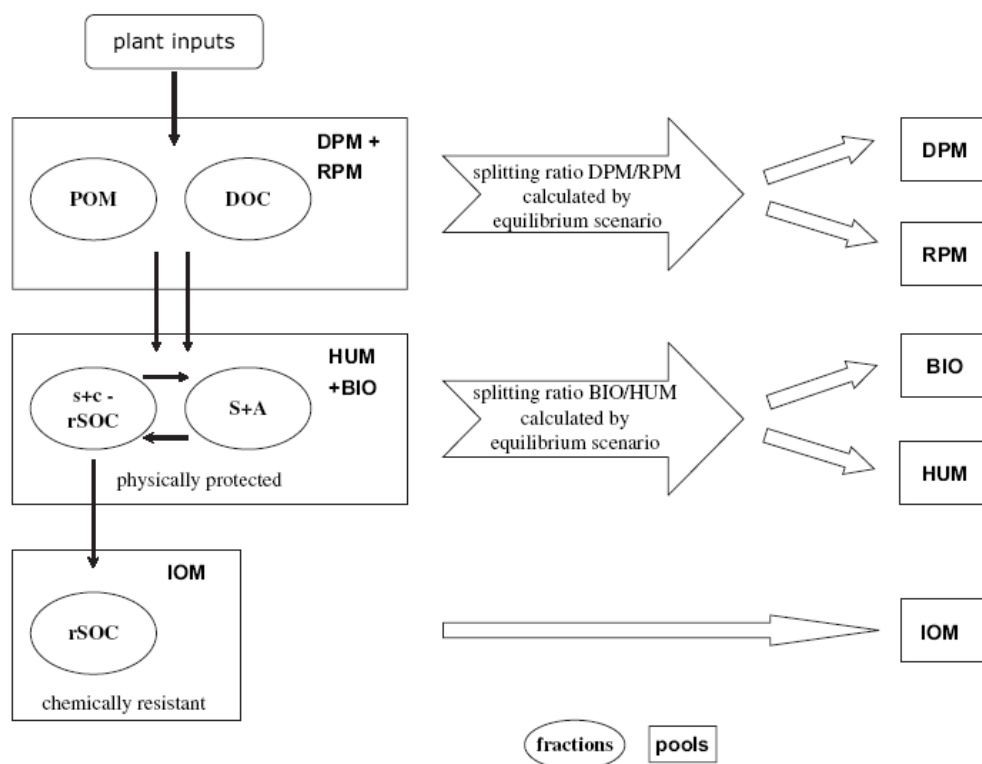 plant inputs
DPM +
RPM
POM
DOC
splitting ratio DPM/RPM
calculated by
equilibrium scenario
DPM
RPM
HUM
+BIO
s+c -
rSOC
S+A
physically protected
splitting ratio BIO/HUM
calculated by
equilibrium scenario
BIO
HUM
IOM
rSOC
chemically resistant
IOM
fractions
pools